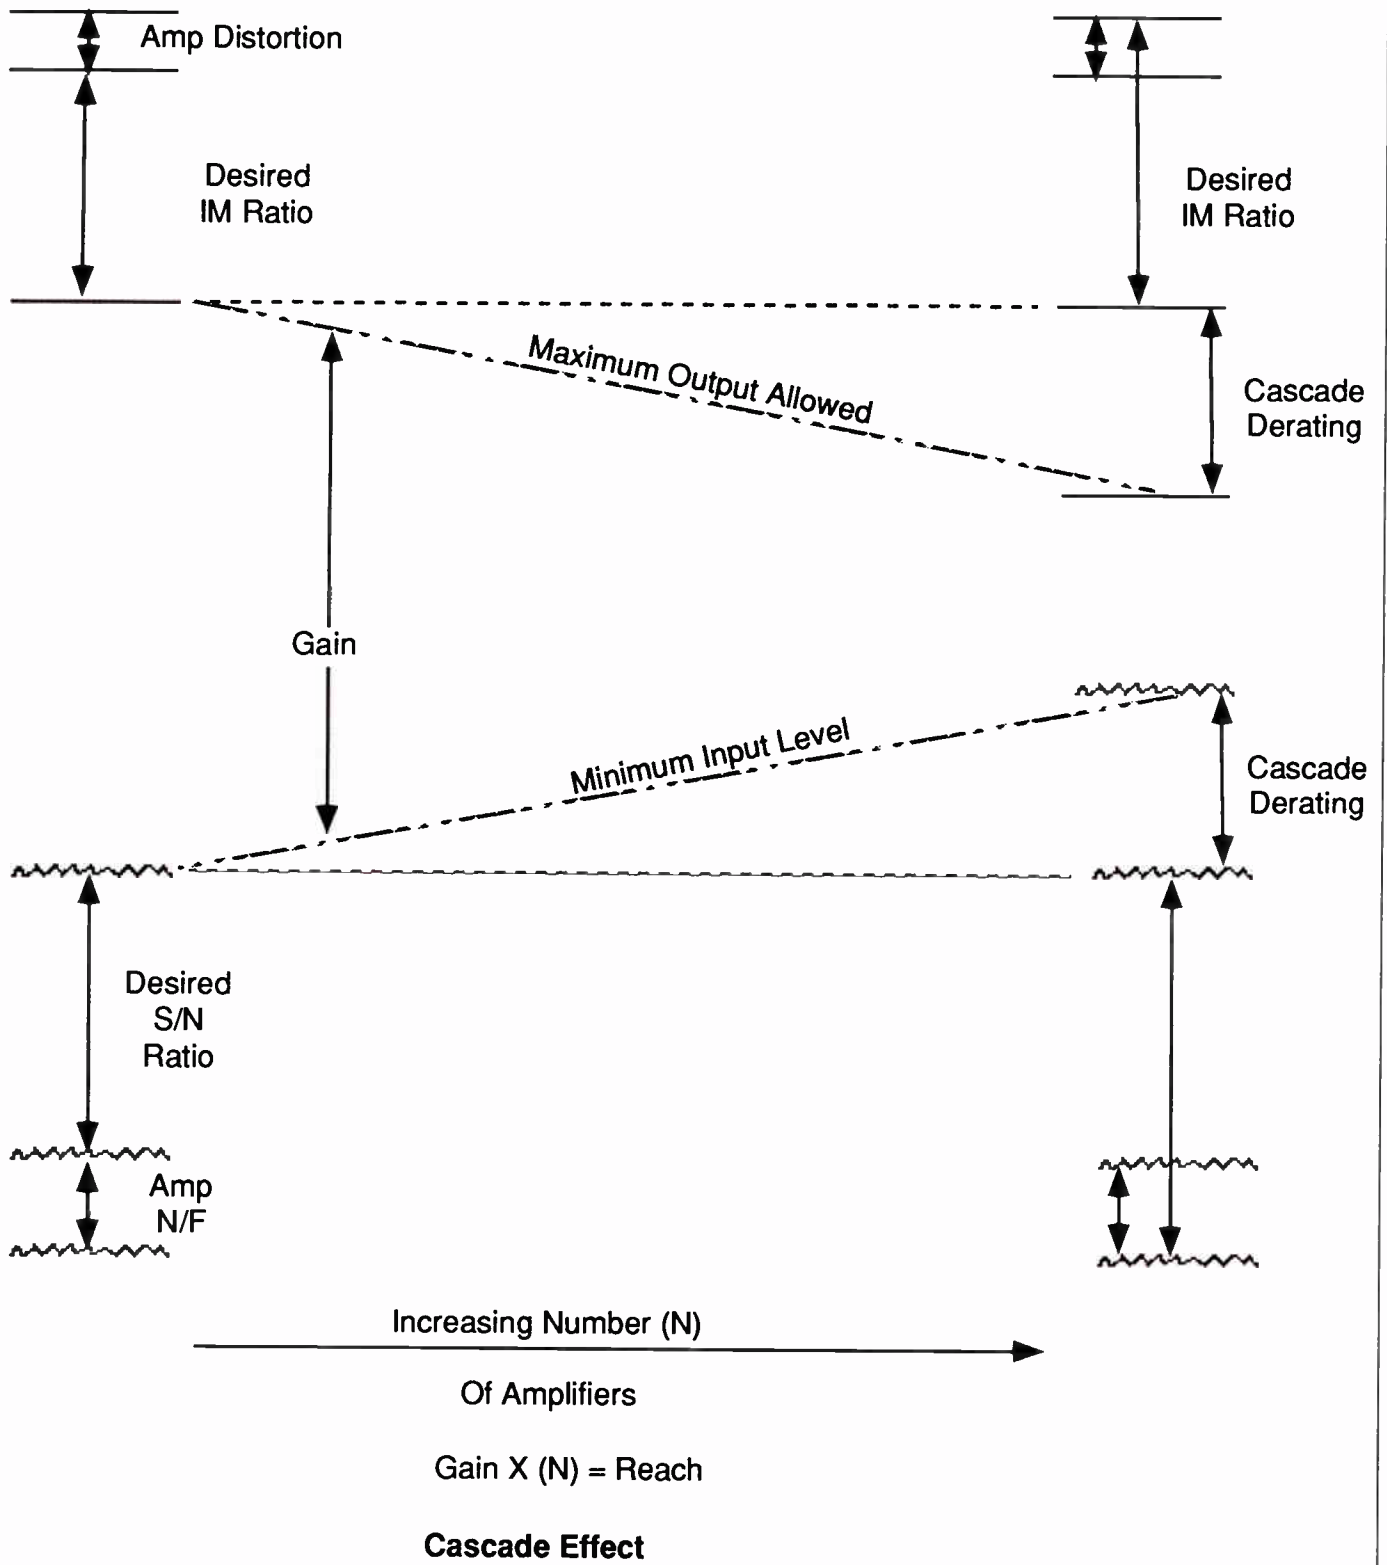 Amp Distortion
Desired
IM Ratio
Desired
IM Ratio
Maximum Output Allowed
Cascade
Derating
Gain
Minimum Input Level
Cascade
Derating
Desired
S/N
Ratio
Amp
N/F
Increasing Number (N)
Of Amplifiers
Gain X (N) = Reach
Cascade Effect